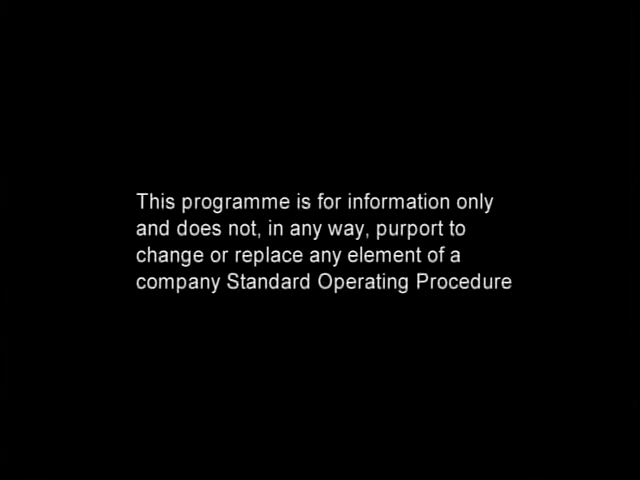 This programme is for information only
and does not, in any way, purport to
change or replace any element of a
company Standard Operating Procedure